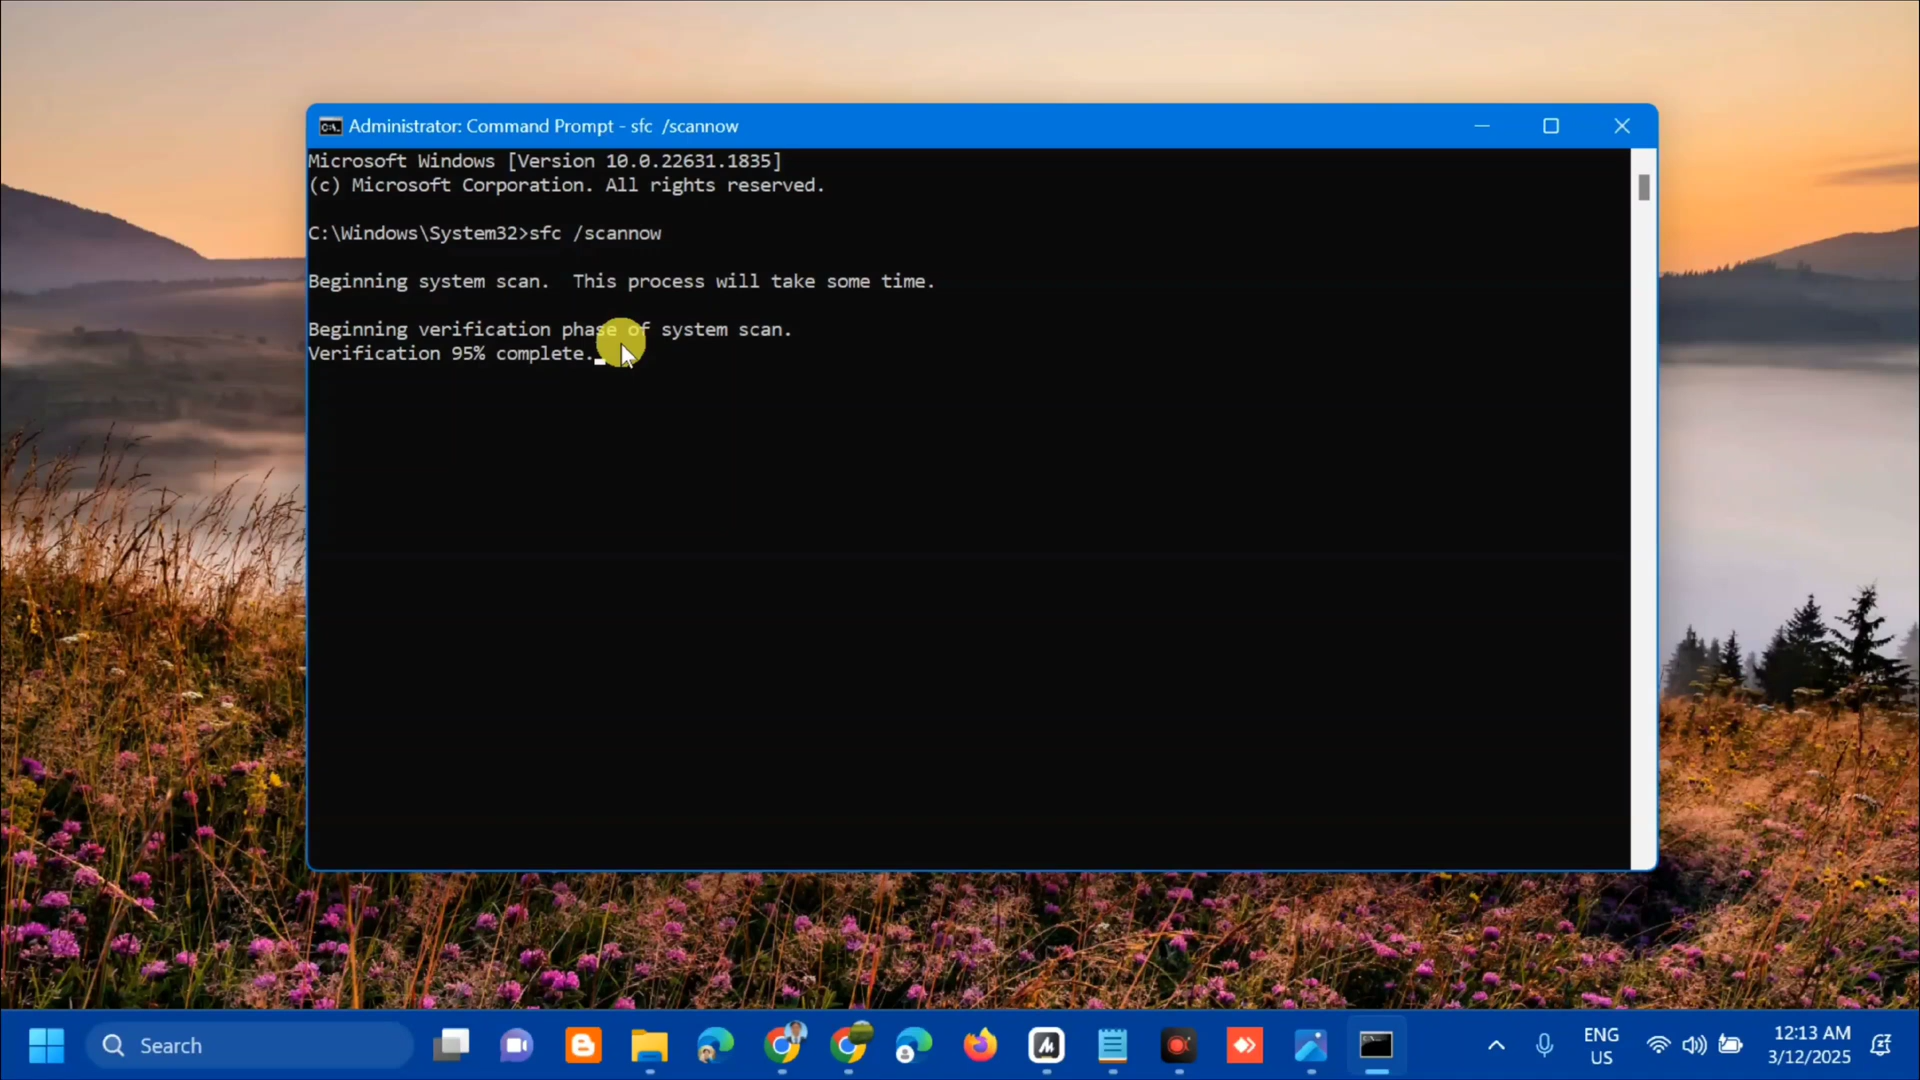 Administrator: Command Prompt - sfc /scannow
Microsoft Windows [Version 10.0.22631.1835]
(c) Microsoft Corporation. All rights reserved.
C:\Windows\System32>sfc /scannow
Beginning system scan.  This process will take some time.
Beginning verification phase of system scan.
Verification 95% complete.
Search
ENG
US
12:13 AM
3/12/2025